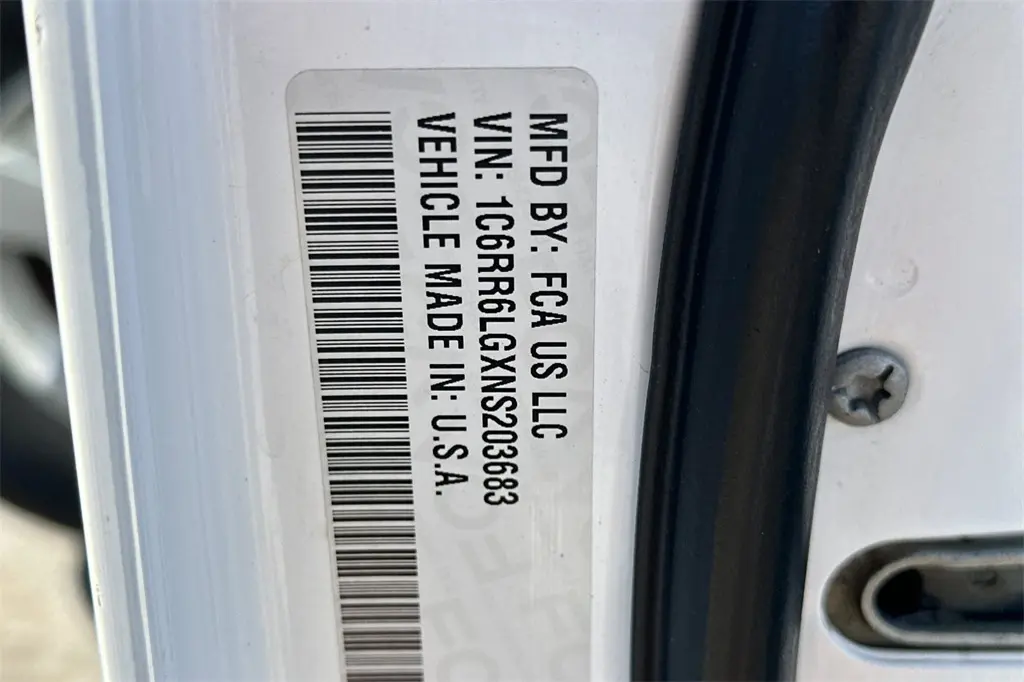 MFD BY: FCA US LLC
VIN: 1C6RR6LGXNS203683
VEHICLE MADE IN: U.S.A.